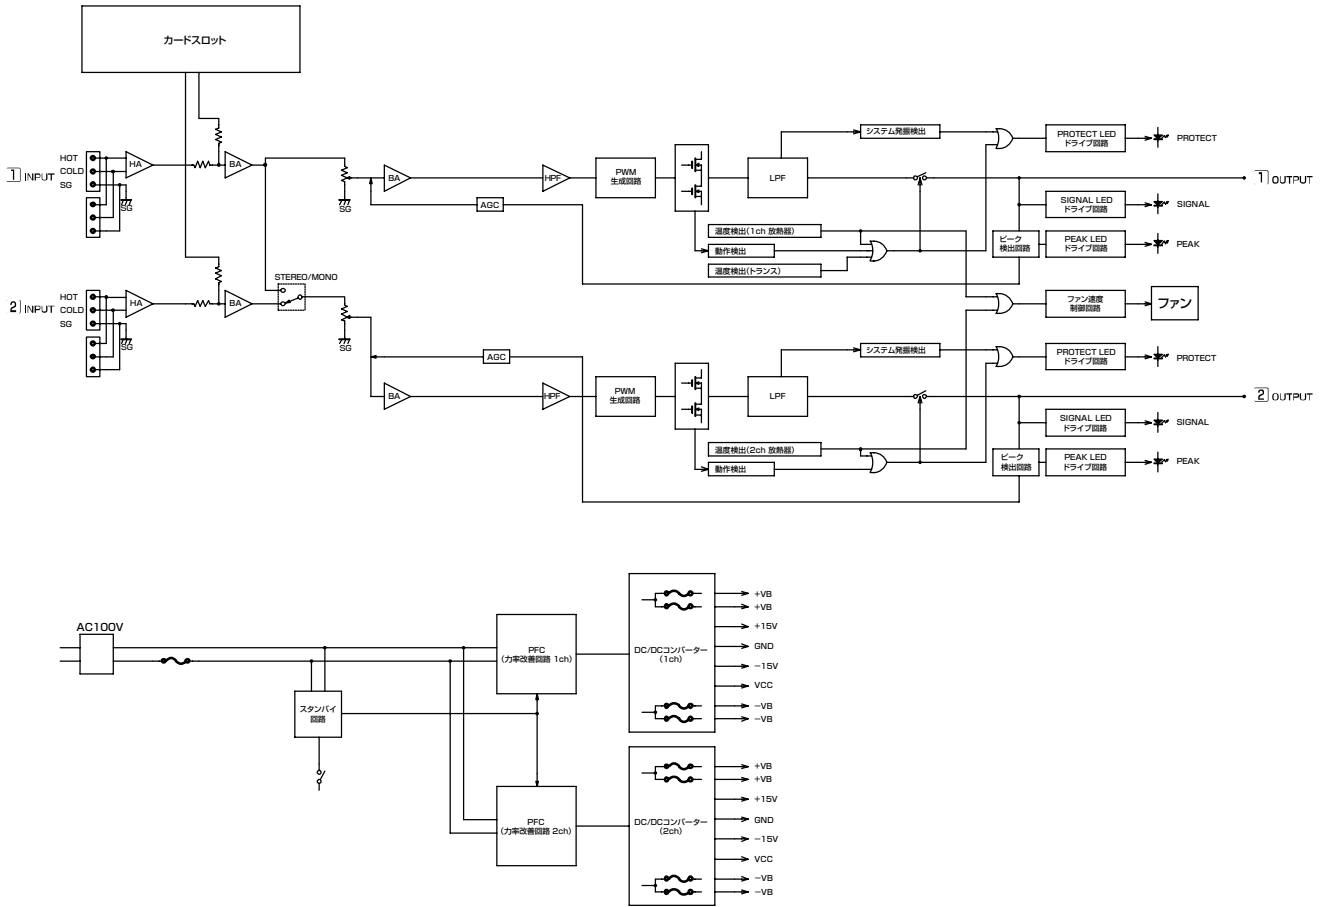 カードスロット
HOT
COLD
SG
1 INPUT
HA
BA
SG
SG
BA
AGC
HPF
PWM
生成回路
LPF
システム発振検出
PROTECT LED
ドライブ回路
PROTECT
1 OUTPUT
SIGNAL LED
ドライブ回路
SIGNAL
ピーク
検出回路
PEAK LED
ドライブ回路
PEAK
温度検出(1ch 放熱器)
動作検出
温度検出(トランス)
STEREO/MONO
HOT
COLD
SG
2 INPUT
HA
BA
SG
SG
ファン速度
制御回路
ファン
AGC
BA
HPF
PWM
生成回路
LPF
システム発振検出
PROTECT LED
ドライブ回路
PROTECT
2 OUTPUT
SIGNAL LED
ドライブ回路
SIGNAL
ピーク
検出回路
PEAK LED
ドライブ回路
PEAK
温度検出(2ch 放熱器)
動作検出
AC100V
スタンバイ
回路
PFC
(力率改善回路 1ch)
DC/DCコンバーター
(1ch)
+VB
+VB
+15V
GND
−15V
VCC
−VB
−VB
PFC
(力率改善回路 2ch)
DC/DCコンバーター
(2ch)
+VB
+VB
+15V
GND
−15V
VCC
−VB
−VB